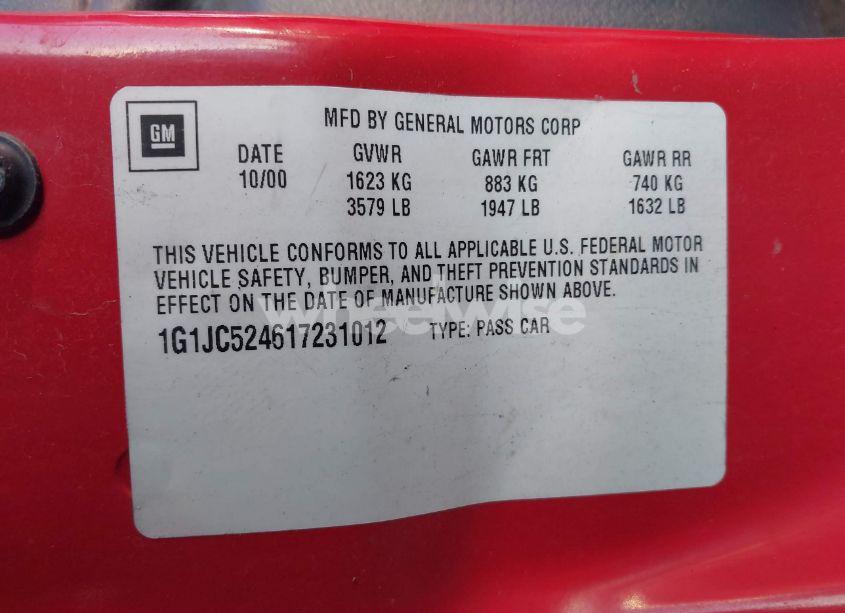 GM
MFD BY GENERAL MOTORS CORP
DATE GVWR GAWR FRT GAWR RR
10/00 1623 KG 883 KG 740 KG
3579 LB 1947 LB 1632 LB
THIS VEHICLE CONFORMS TO ALL APPLICABLE U.S. FEDERAL MOTOR
VEHICLE SAFETY, BUMPER, AND THEFT PREVENTION STANDARDS IN
EFFECT ON THE DATE OF MANUFACTURE SHOWN ABOVE.
wheelwise
1G1JC524617231012 TYPE: PASS CAR